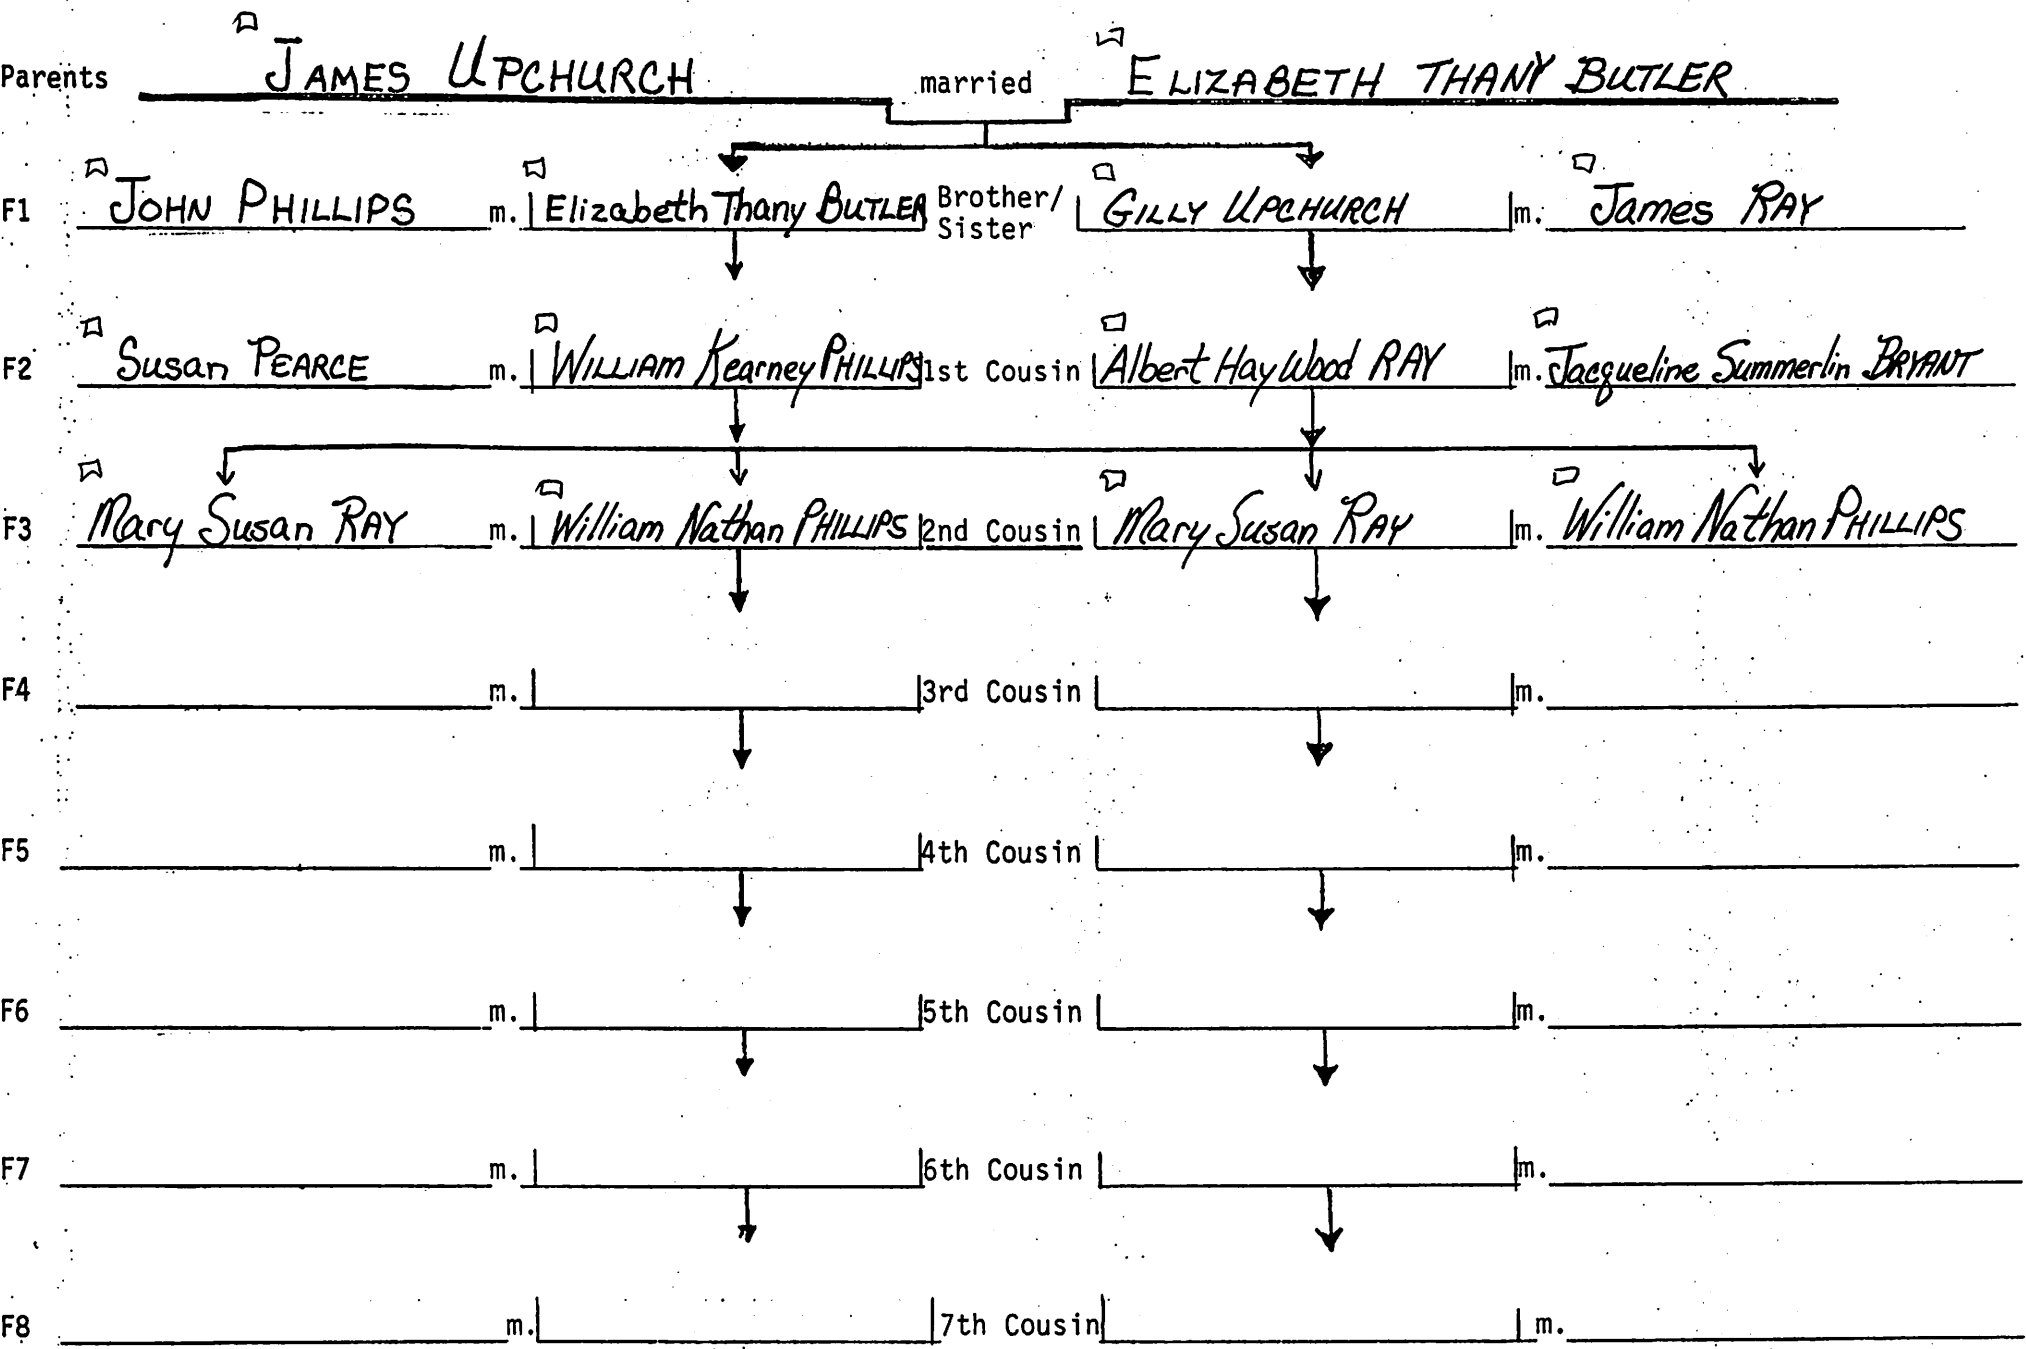 Parents JAMES UPCHURCH married ELIZABETH THANY BUTLER
F1 JOHN PHILLIPS m. Elizabeth Thany BUTLER Brother/ Sister GILLY UPCHURCH m. James RAY
F2 Susan PEARCE m. WILLIAM Kearney PHILLIPS 1st Cousin Albert HayWood RAY m. Jacqueline Summerlin BRYANT
F3 Mary Susan RAY m. William Nathan PHILLIPS 2nd Cousin Mary Susan RAY m. William Nathan PHILLIPS
F4 m. 3rd Cousin m.
F5 m. 4th Cousin m.
F6 m. 5th Cousin m.
F7 m. 6th Cousin m.
F8 m. 7th Cousin m.